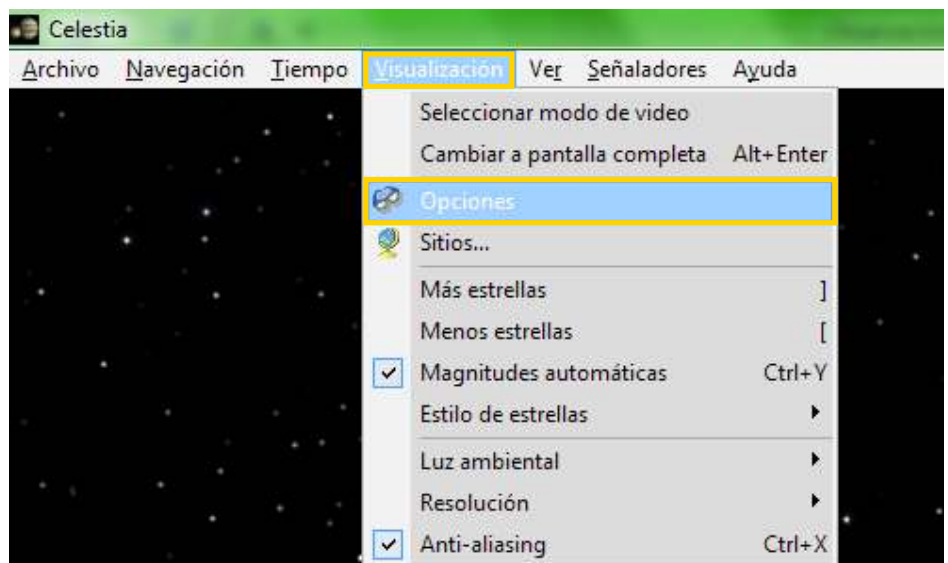 Celestia
Archivo Navegación Tiempo Visualización Ver Señaladores Ayuda
Seleccionar modo de video
Cambiar a pantalla completa Alt+Enter
Opciones
Sitios...
Más estrellas ]
Menos estrellas [
Magnitudes automáticas Ctrl+Y
Estilo de estrellas
Luz ambiental
Resolución
Anti-aliasing Ctrl+X